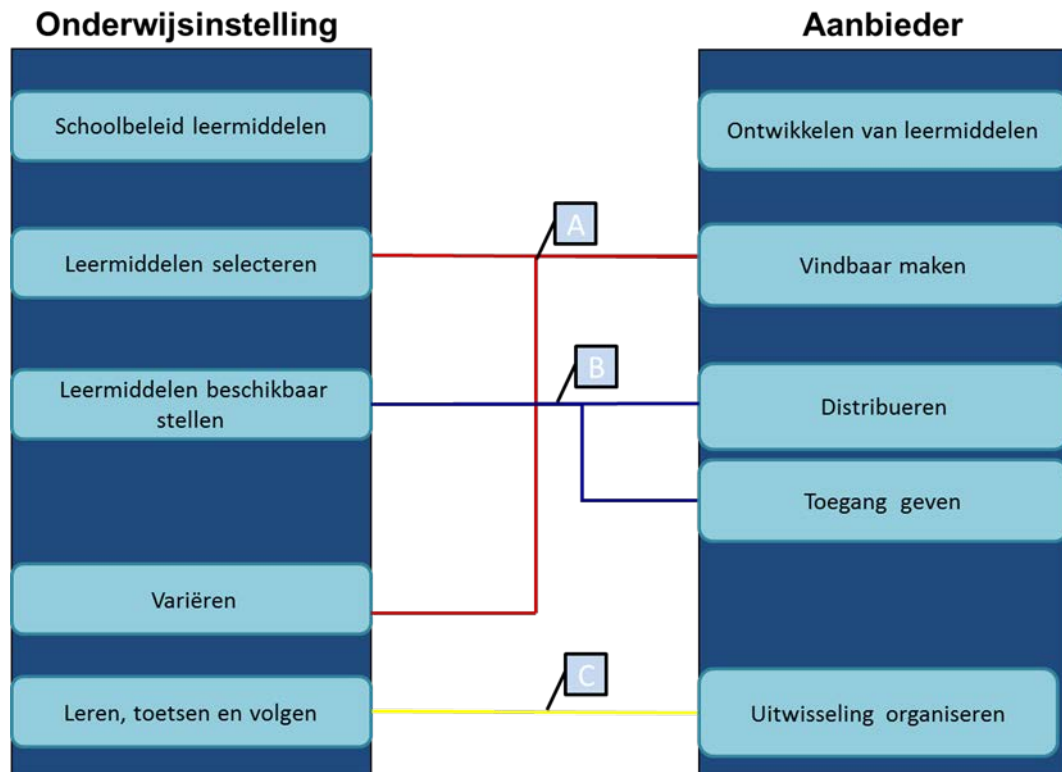 Onderwijsinstelling
Aanbieder
Schoolbeleid leermiddelen
Ontwikkelen van leermiddelen
A
Leermiddelen selecteren
Vindbaar maken
B
Leermiddelen beschikbaar
stellen
Distribueren
Toegang geven
Variëren
C
Leren, toetsen en volgen
Uitwisseling organiseren